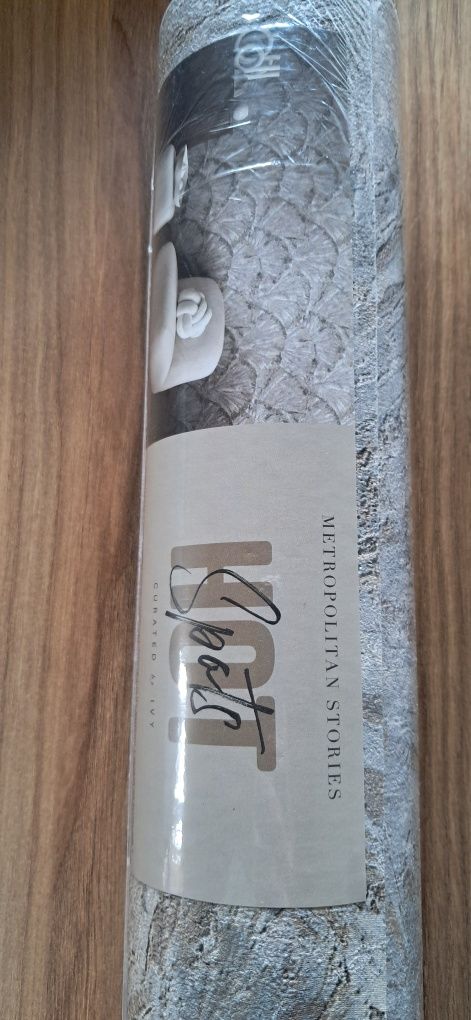 METROPOLITAN STORIES
HOT
Spots
CURATED by IVY